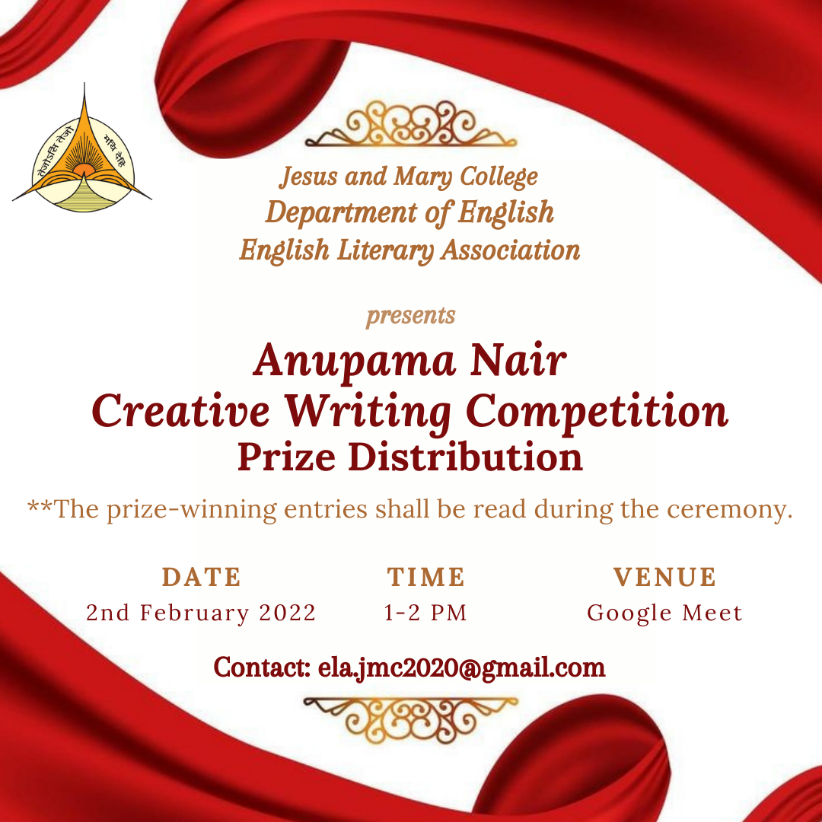 तेजोऽसि तेजो मयि देहि
Jesus and Mary College
Department of English
English Literary Association
presents
Anupama Nair
Creative Writing Competition
Prize Distribution
**The prize-winning entries shall be read during the ceremony.
DATE TIME VENUE
2nd February 2022 1-2 PM Google Meet
Contact: ela.jmc2020@gmail.com